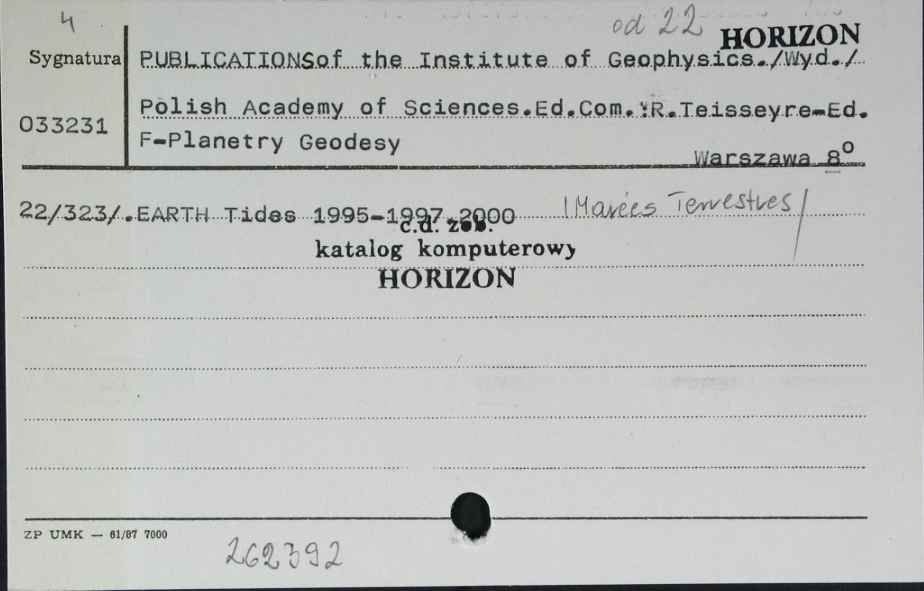 4
od 22
HORIZON
Sygnatura
PUBLICATIONSof the Institute of Geophysics./Wyd./
033231
Polish Academy of Sciences.Ed.Com.:R.Teisseyre-Ed.
F-Planetry Geodesy
Warszawa 8o
22/323/.EARTH Tides 1995-1997,2000 /Marées Terrestres/
c.d. zob.
katalog komputerowy
HORIZON
ZP UMK — 61/87 7000
262392